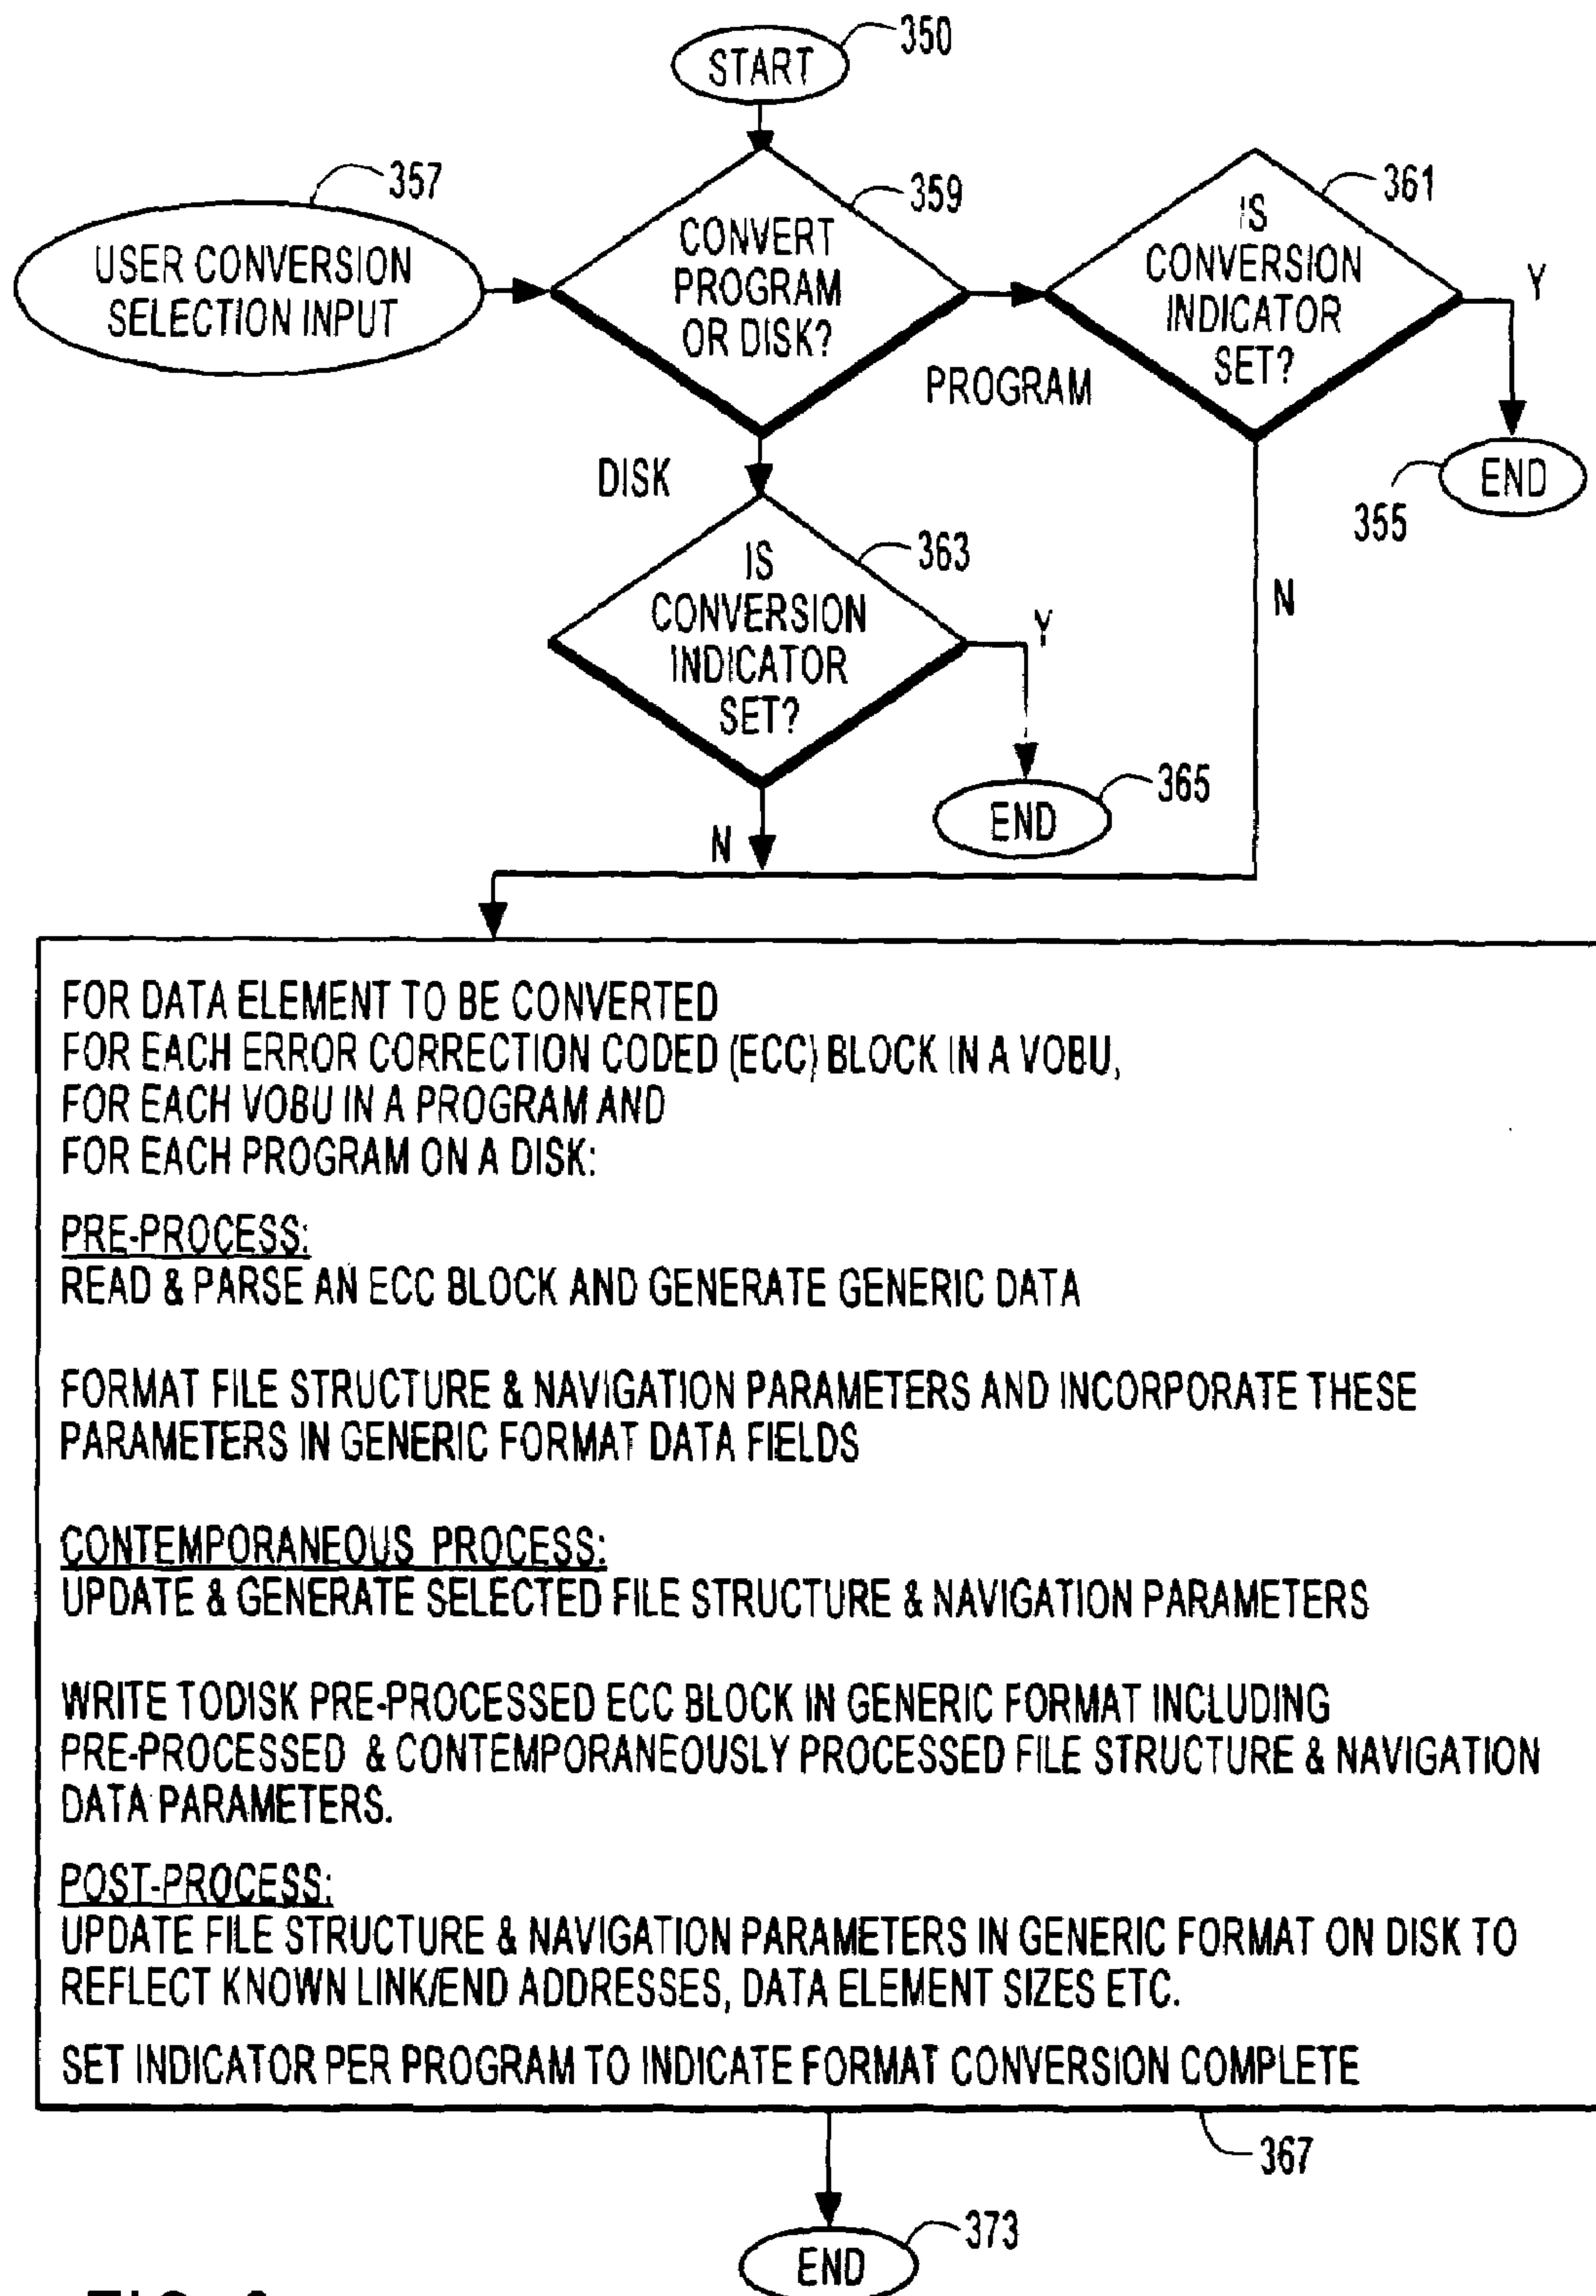 350
START
357
359
361
USER CONVERSION
SELECTION INPUT
CONVERT
PROGRAM
OR DISK?
IS
CONVERSION
INDICATOR
SET?
Y
PROGRAM
355
END
DISK
363
IS
CONVERSION
INDICATOR
SET?
Y
N
365
END
N
FOR DATA ELEMENT TO BE CONVERTED
FOR EACH ERROR CORRECTION CODED (ECC) BLOCK IN A VOBU,
FOR EACH VOBU IN A PROGRAM AND
FOR EACH PROGRAM ON A DISK:
PRE-PROCESS:
READ & PARSE AN ECC BLOCK AND GENERATE GENERIC DATA
FORMAT FILE STRUCTURE & NAVIGATION PARAMETERS AND INCORPORATE THESE
PARAMETERS IN GENERIC FORMAT DATA FIELDS
CONTEMPORANEOUS PROCESS:
UPDATE & GENERATE SELECTED FILE STRUCTURE & NAVIGATION PARAMETERS
WRITE TODISK PRE-PROCESSED ECC BLOCK IN GENERIC FORMAT INCLUDING
PRE-PROCESSED & CONTEMPORANEOUSLY PROCESSED FILE STRUCTURE & NAVIGATION
DATA PARAMETERS.
POST-PROCESS:
UPDATE FILE STRUCTURE & NAVIGATION PARAMETERS IN GENERIC FORMAT ON DISK TO
REFLECT KNOWN LINK/END ADDRESSES, DATA ELEMENT SIZES ETC.
SET INDICATOR PER PROGRAM TO INDICATE FORMAT CONVERSION COMPLETE
367
373
END